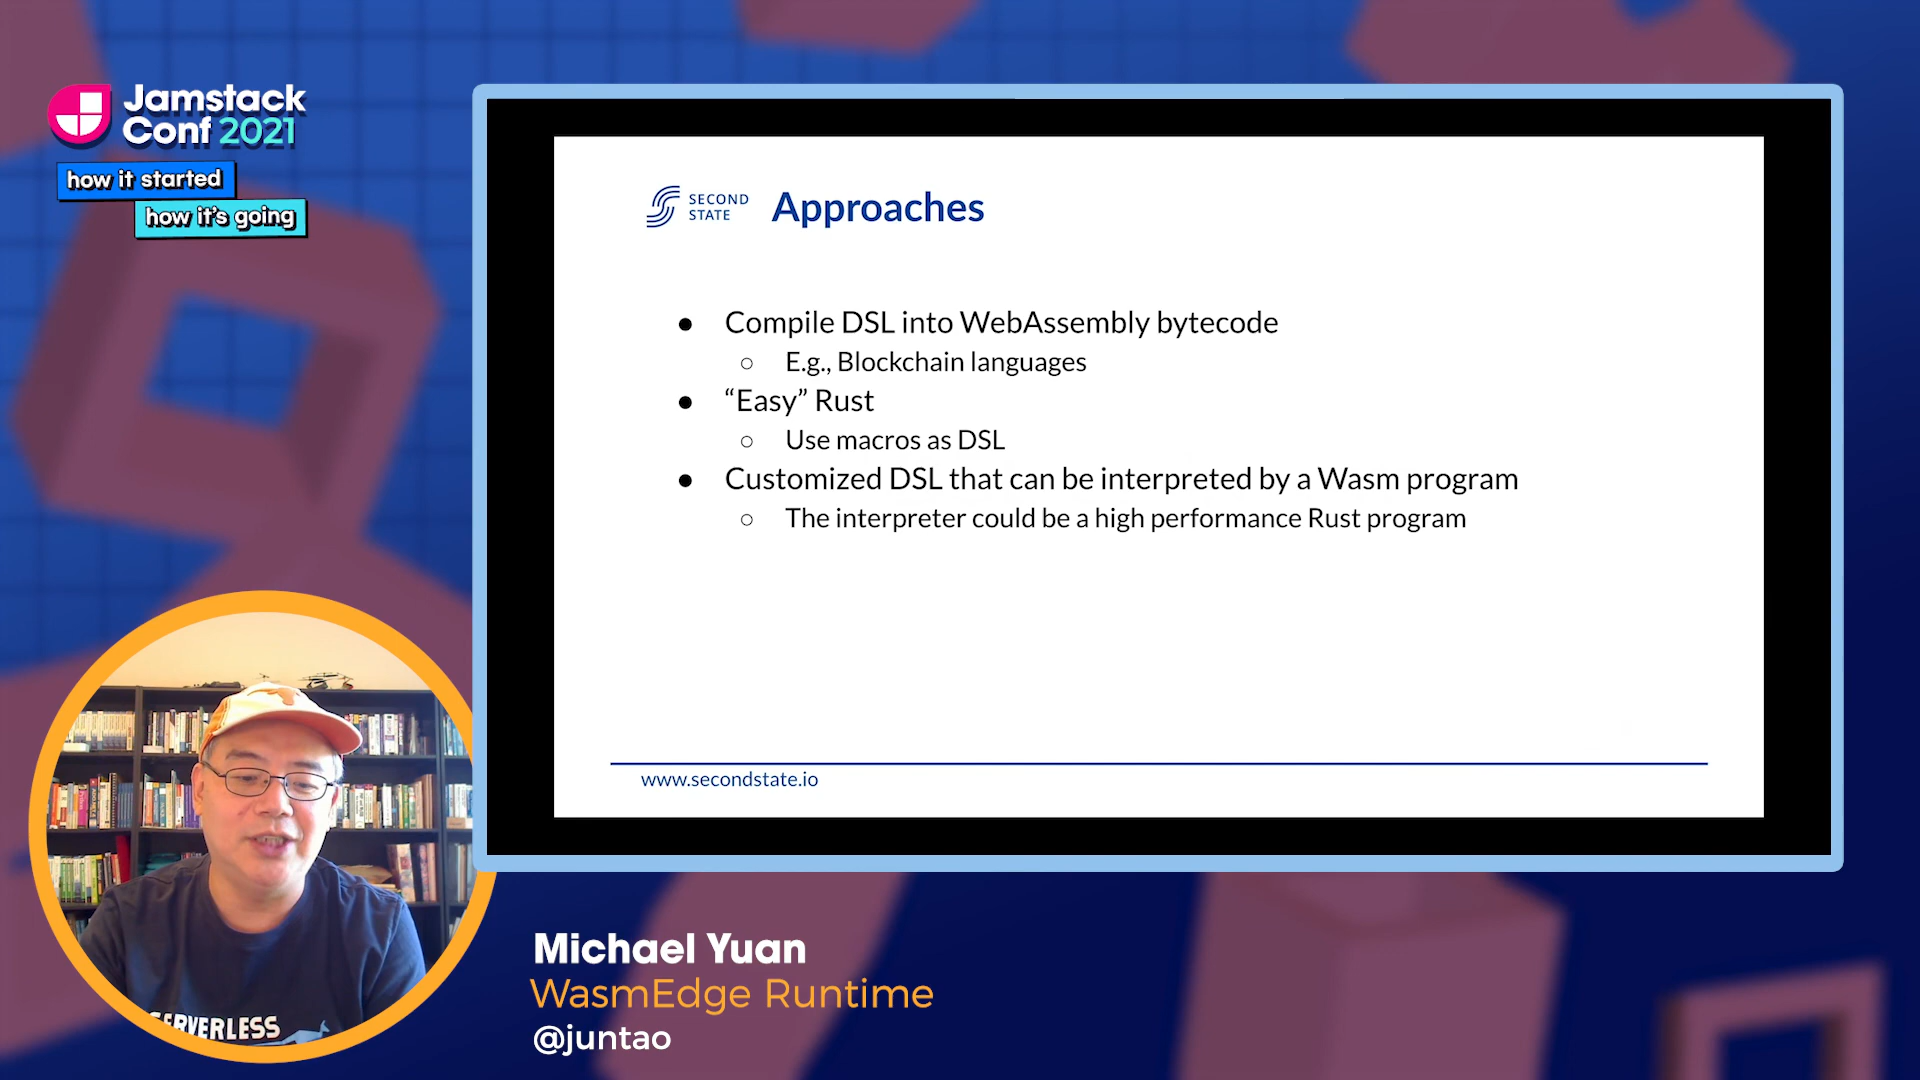 Jamstack
Conf 2021
how it started
how it's going
SECOND
STATE
Approaches
● Compile DSL into WebAssembly bytecode
○ E.g., Blockchain languages
● “Easy” Rust
○ Use macros as DSL
● Customized DSL that can be interpreted by a Wasm program
○ The interpreter could be a high performance Rust program
www.secondstate.io
SERVERLESS
Michael Yuan
WasmEdge Runtime
@juntao